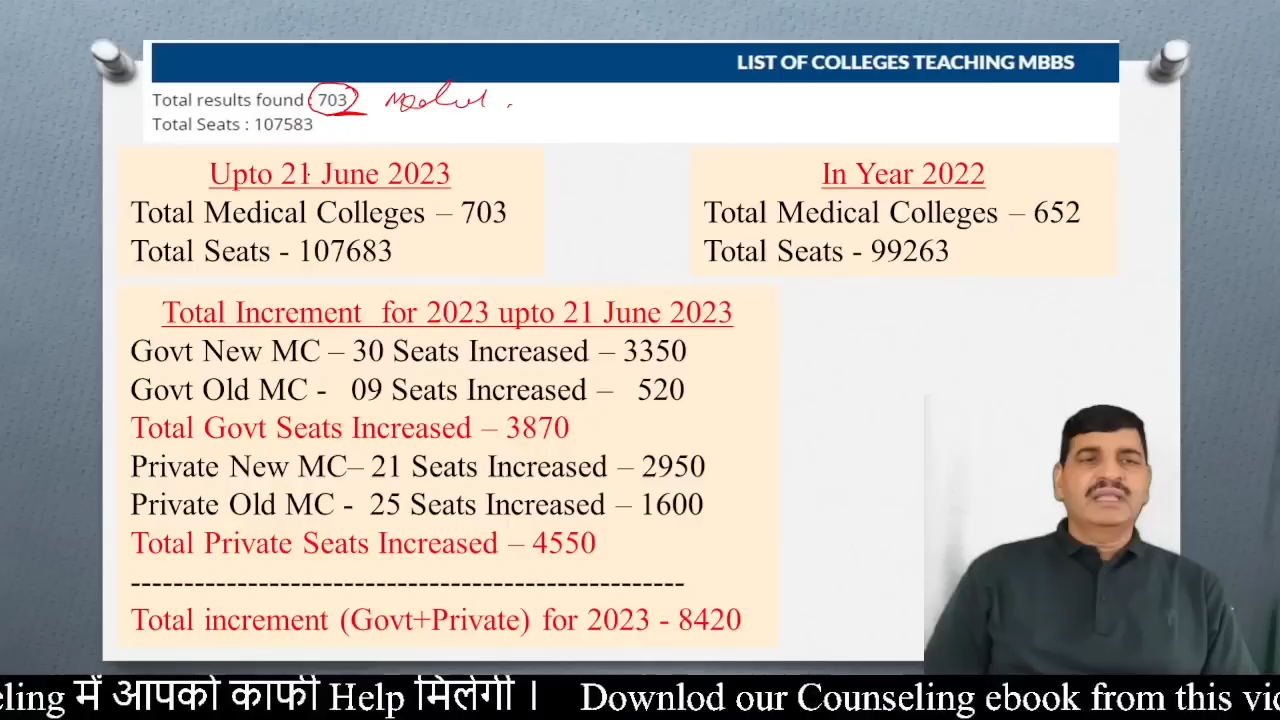 LIST OF COLLEGES TEACHING MBBS
Total results found : 703
Total Seats : 107583
Upto 21 June 2023
Total Medical Colleges – 703
Total Seats - 107683
In Year 2022
Total Medical Colleges – 652
Total Seats - 99263
Total Increment for 2023 upto 21 June 2023
Govt New MC – 30 Seats Increased – 3350
Govt Old MC - 09 Seats Increased – 520
Total Govt Seats Increased – 3870
Private New MC– 21 Seats Increased – 2950
Private Old MC - 25 Seats Increased – 1600
Total Private Seats Increased – 4550
Total increment (Govt+Private) for 2023 - 8420
eling में आपको काफी Help मिलेगी । Downlod our Counseling ebook from this vi